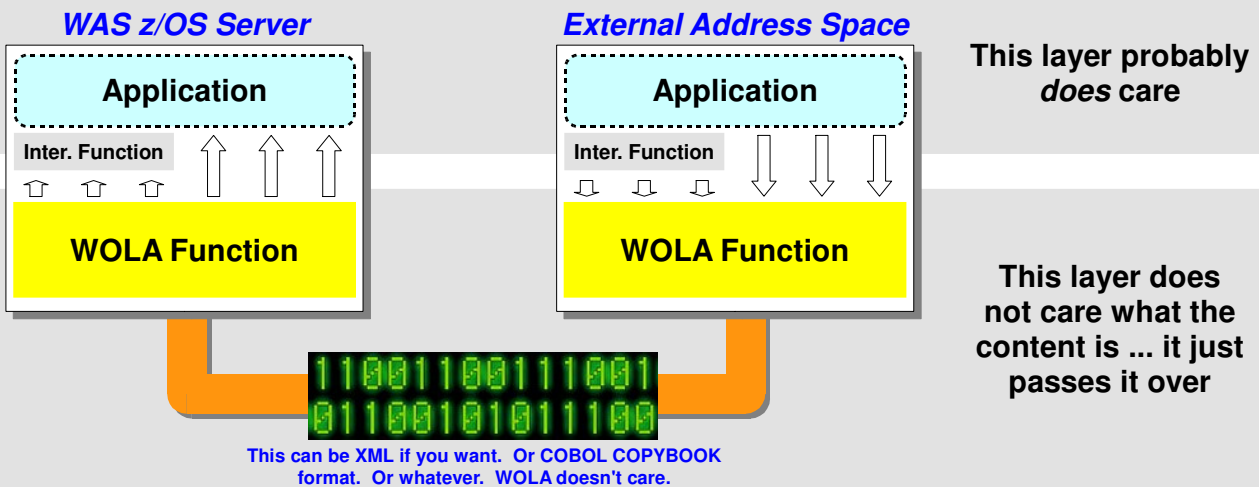 WAS z/OS Server
External Address Space
Application
Application
This layer probably
does care
Inter. Function
Inter. Function
WOLA Function
WOLA Function
This layer does
not care what the
content is ... it just
passes it over
11001100111001
01100101011100
This can be XML if you want. Or COBOL COPYBOOK
format. Or whatever. WOLA doesn't care.